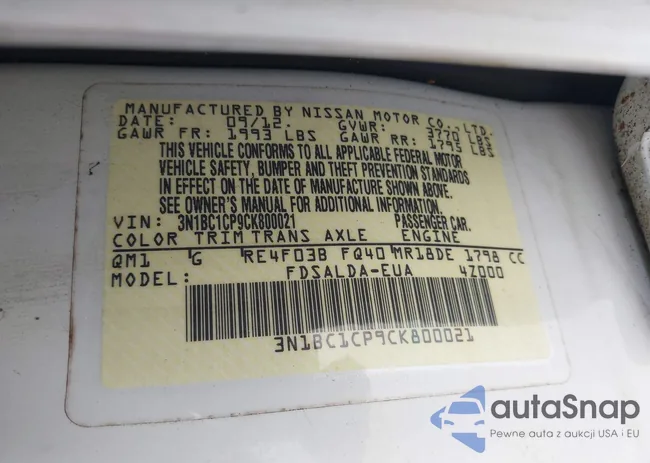 MANUFACTURED BY NISSAN MOTOR CO., LTD.
DATE: 09/12. GVWR: 3770 LBS
GAWR FR: 1993 LBS GAWR RR: 1795 LBS
THIS VEHICLE CONFORMS TO ALL APPLICABLE FEDERAL MOTOR
VEHICLE SAFETY, BUMPER AND THEFT PREVENTION STANDARDS
IN EFFECT ON THE DATE OF MANUFACTURE SHOWN ABOVE.
SEE OWNER'S MANUAL FOR ADDITIONAL INFORMATION.
VIN: 3N1BC1CP9CK800021 PASSENGER CAR.
COLOR TRIM TRANS AXLE ENGINE
QM1 G RE4F03B FQ40 MR18DE 1798 CC
MODEL: FDSALDA-EUA 4Z000
3N1BC1CP9CK800021
autaSnap
Pewne auta z aukcji USA i EU